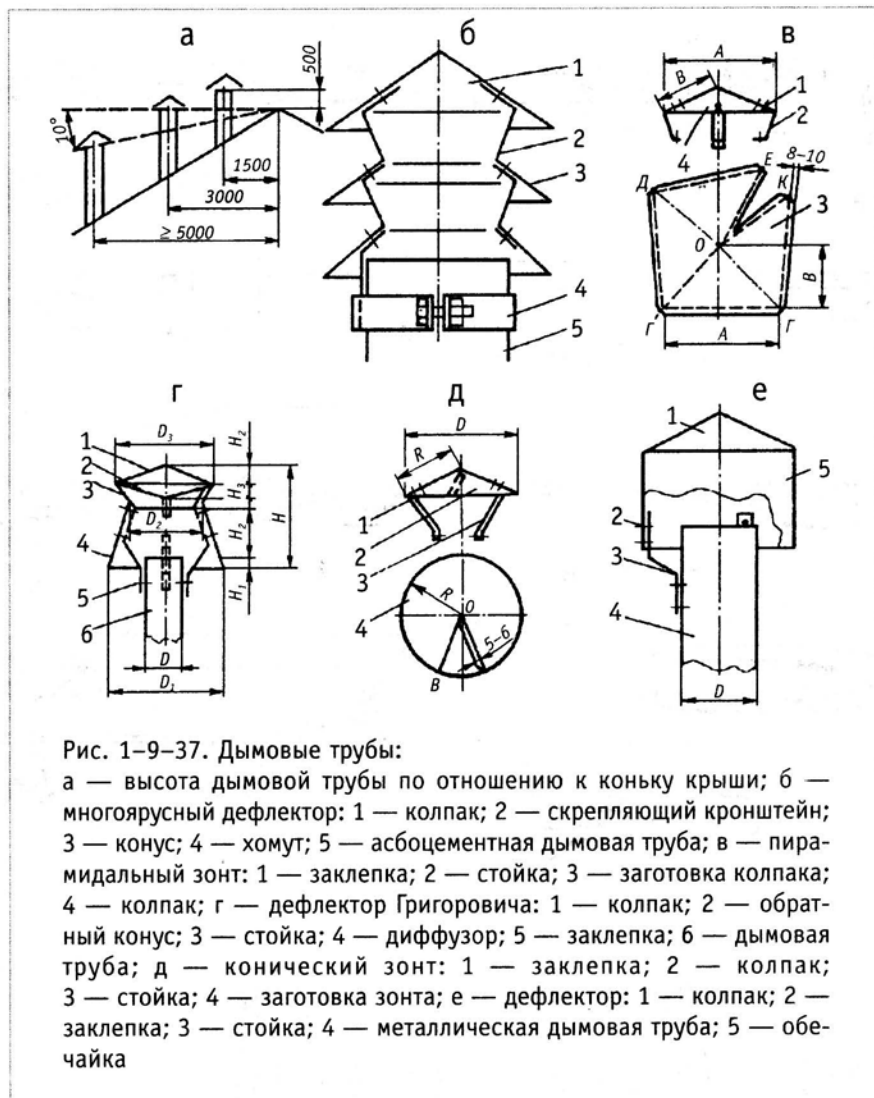 а б в
500
10°
1500
3000
≥ 5000
1
2
3
4
5
A
B
1
2
4
E
8–10
К
Д
3
O
B
Г' Г
A
г д е
1
2
3
4
5
6
D₃
H₂
H₃
D₂
H₂
H
H₁
D
D₁
D
R
1
2
3
4
R
O
5–6
B
1
5
2
3
4
D
Рис. 1–9–37. Дымовые трубы:
а — высота дымовой трубы по отношению к коньку крыши; б —
многоярусный дефлектор: 1 — колпак; 2 — скрепляющий кронштейн;
3 — конус; 4 — хомут; 5 — асбоцементная дымовая труба; в — пира-
мидальный зонт: 1 — заклепка; 2 — стойка; 3 — заготовка колпака;
4 — колпак; г — дефлектор Григоровича: 1 — колпак; 2 — обрат-
ный конус; 3 — стойка; 4 — диффузор; 5 — заклепка; 6 — дымовая
труба; д — конический зонт: 1 — заклепка; 2 — колпак;
3 — стойка; 4 — заготовка зонта; е — дефлектор: 1 — колпак; 2 —
заклепка; 3 — стойка; 4 — металлическая дымовая труба; 5 — обе-
чайка